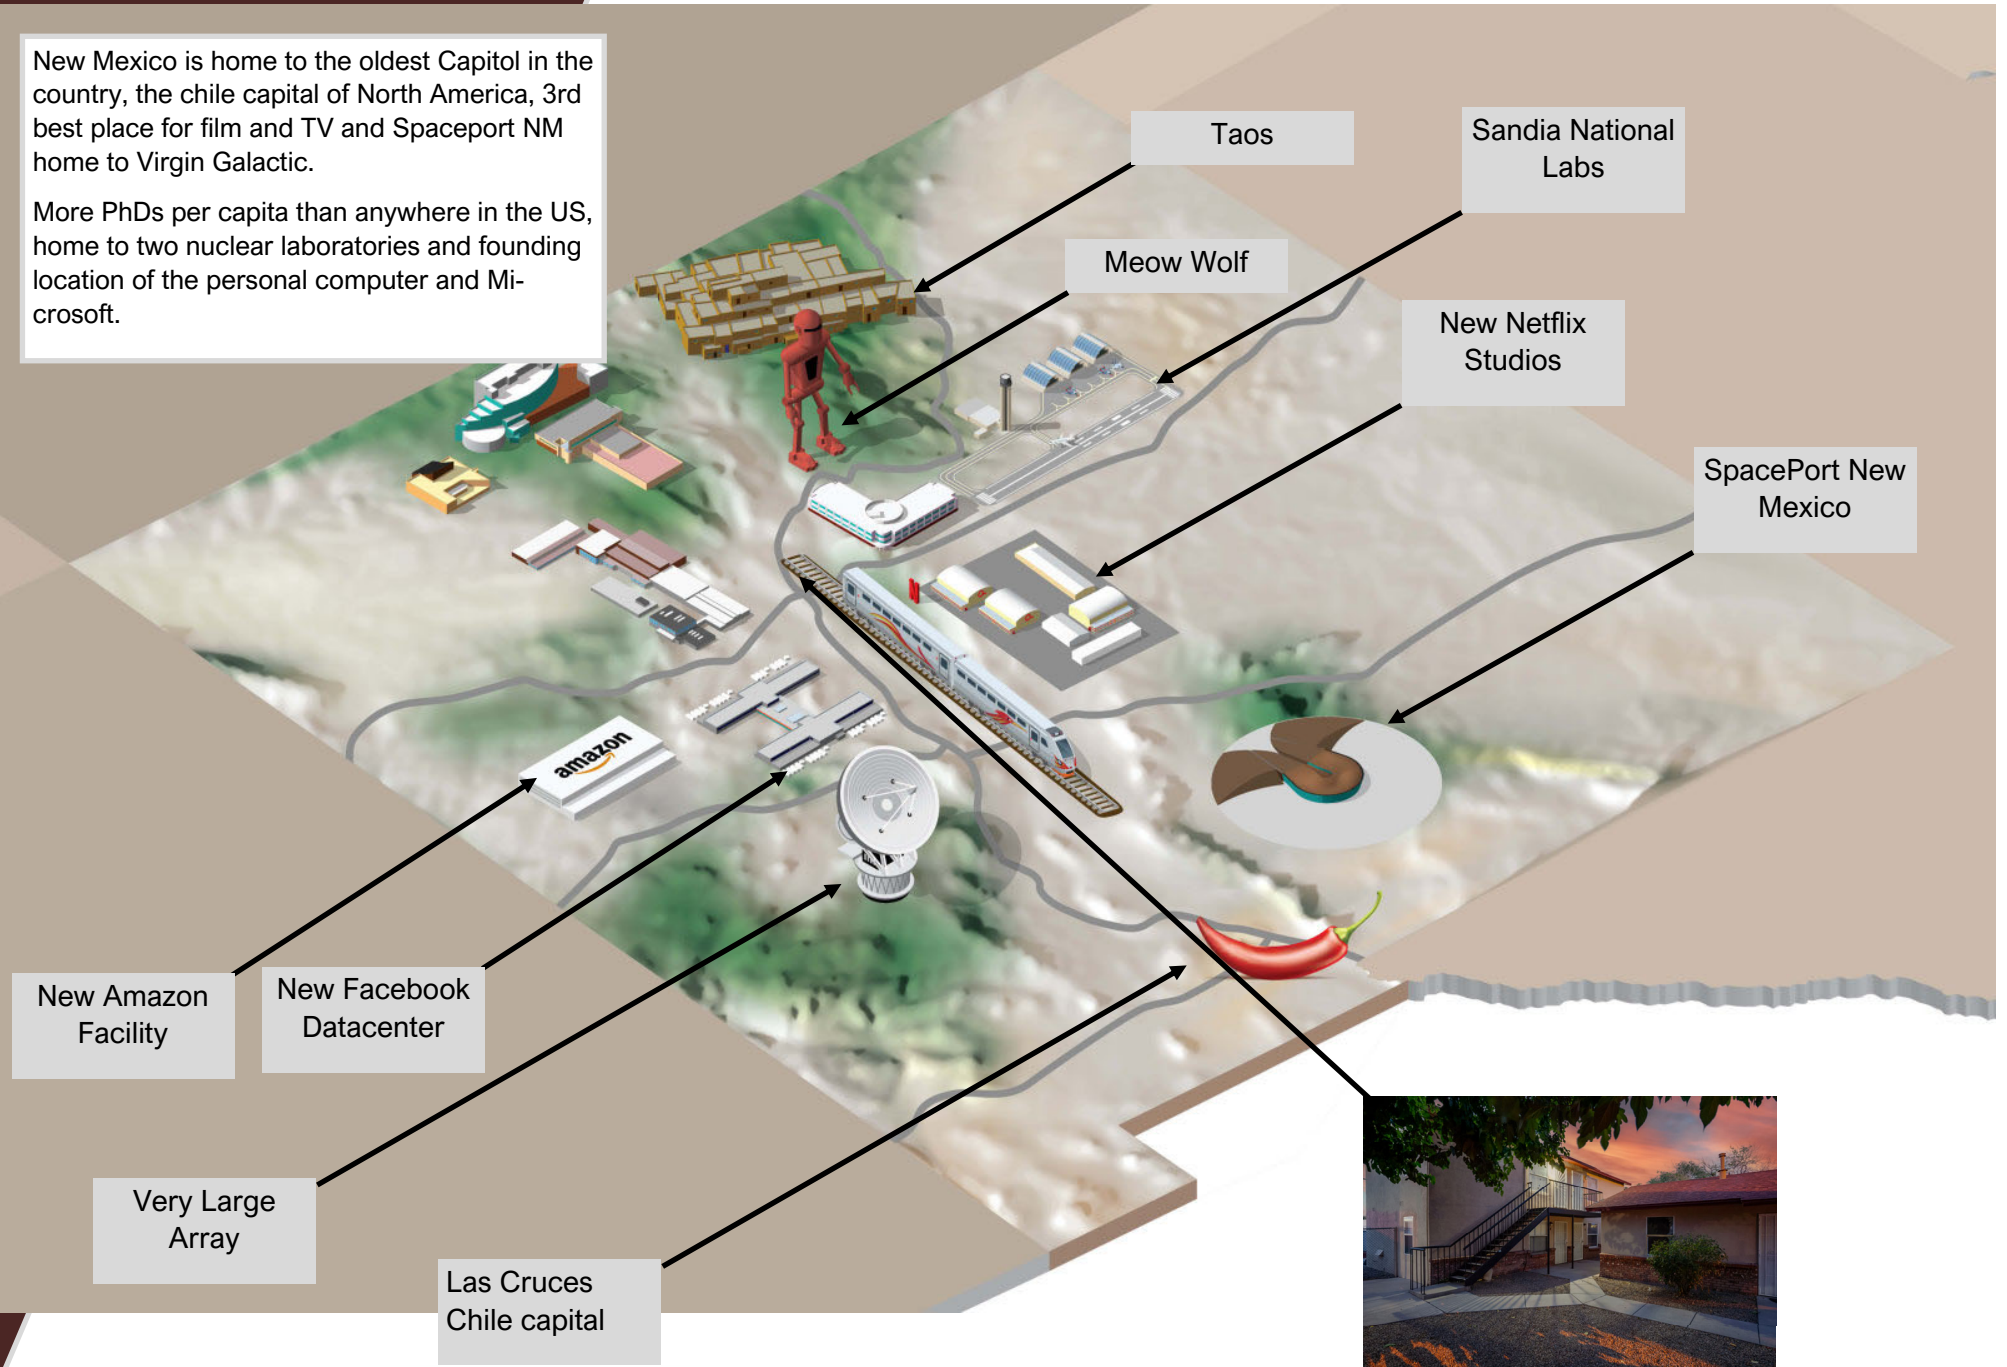 New Mexico is home to the oldest Capitol in the
country, the chile capital of North America, 3rd
best place for film and TV and Spaceport NM
home to Virgin Galactic.
More PhDs per capita than anywhere in the US,
home to two nuclear laboratories and founding
location of the personal computer and Mi-
crosoft.
Taos
Sandia National
Labs
Meow Wolf
New Netflix
Studios
SpacePort New
Mexico
N
amazon
New Amazon
Facility
New Facebook
Datacenter
Very Large
Array
Las Cruces
Chile capital